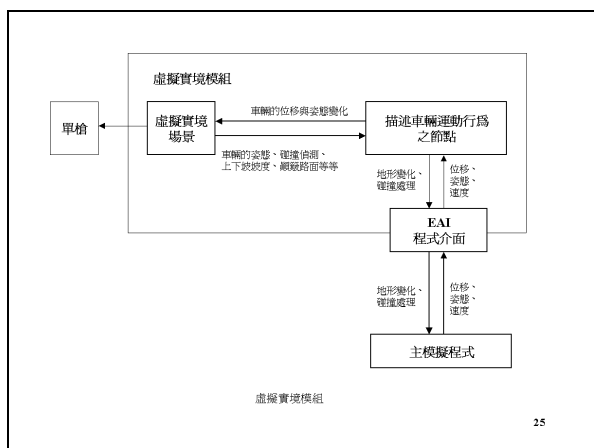 虛擬實境模組
單槍
虛擬實境
場景
車輛的位移與姿態變化
車輛的姿態、碰撞偵測、
上下坡坡度、顛簸路面等等
描述車輛運動行為
之節點
地形變化、
碰撞處理
位移、
姿態、
速度
EAI
程式介面
地形變化、
碰撞處理
位移、
姿態、
速度
主模擬程式
虛擬實境模組
25